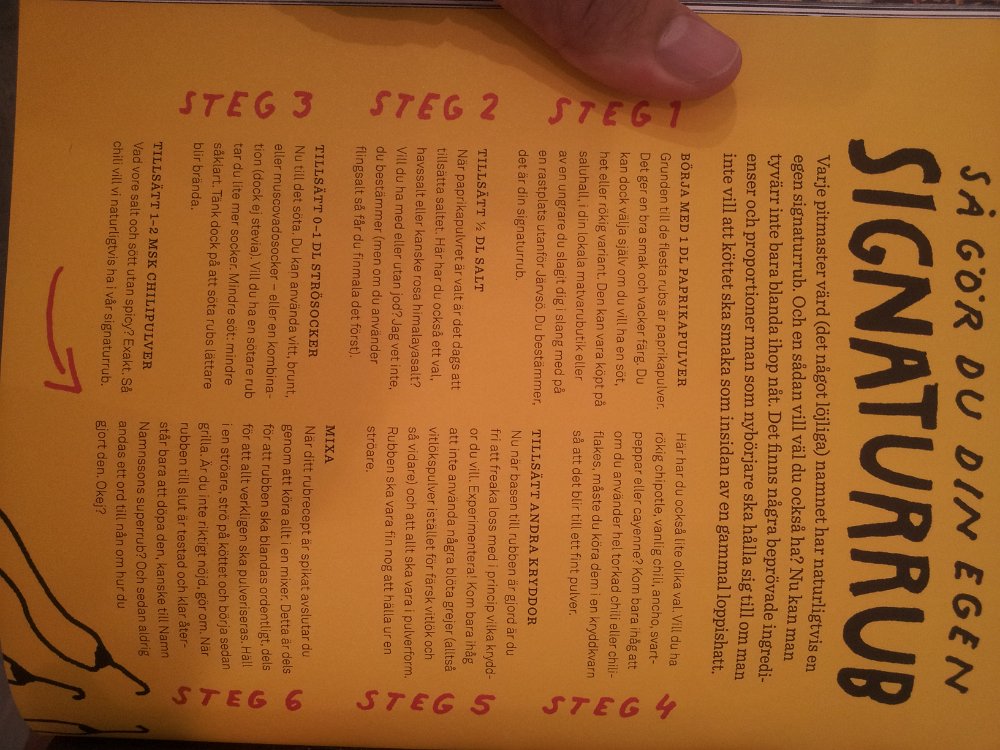 SÅ GÖR DU DIN EGEN
SIGNATURRUB
Varje pitmaster värd (det något löjliga) namnet har naturligtvis en
egen signaturrub. Och en sådan vill väl du också ha? Nu kan man
tyvärr inte bara blanda ihop nåt. Det finns några beprövade ingredi-
enser och proportioner man som nybörjare ska hålla sig till om man
inte vill att köttet ska smaka som insidan av en gammal loppishatt.
STEG 1
BÖRJA MED 1 DL PAPRIKAPULVER
Grunden till de flesta rubs är paprikapulver.
Det ger en bra smak och vacker färg. Du
kan dock välja själv om du vill ha en söt,
het eller rökig variant. Den kan vara köpt på
saluhall, i din lokala matvarubutik eller
av en ungrare du slagit dig i slang med på
en rastplats utanför Järvsö. Du bestämmer,
det är din signaturrub.
STEG 2
TILLSÄTT ½ DL SALT
När paprikapulvret är valt är det dags att
tillsätta saltet. Här har du också ett val,
havssalt eller kanske rosa himalayasalt?
Vill du ha med eller utan jod? Jag vet inte,
du bestämmer (men om du använder
flingsalt så får du finmala det först).
STEG 3
TILLSÄTT 0–1 DL STRÖSOCKER
Nu till det söta. Du kan använda vitt, brunt,
eller muscovadosocker – eller en kombina-
tion (dock ej stevia). Vill du ha en sötare rub
tar du lite mer socker. Mindre söt: mindre
såklart. Tänk dock på att söta rubs lättare
blir brända.
TILLSÄTT 1-2 MSK CHILIPULVER
Vad vore salt och sött utan spicy? Exakt. Så
chili vill vi naturligtvis ha i vår signaturrub.
STEG 4
Här har du också lite olika val. Vill du ha
rökig chipotle, vanlig chili, ancho, svart-
peppar eller cayenne? Kom bara ihåg att
om du använder hel torkad chili eller chili-
flakes, måste du köra dem i en kryddkvarn
så att det blir till ett fint pulver.
STEG 5
TILLSÄTT ANDRA KRYDDOR
Nu när basen till rubben är gjord är du
fri att freaka loss med i princip vilka krydd-
or du vill. Experimentera! Kom bara ihåg
att inte använda några blöta grejer (alltså
vitlökspulver istället för färsk vitlök och
så vidare) och att allt ska vara i pulverform.
Rubben ska vara fin nog att hälla ur en
ströare.
STEG 6
MIXA
När ditt rubrecept är spikat avslutar du
genom att köra allt i en mixer. Detta är dels
för att rubben ska blandas ordentligt, dels
för att allt verkligen ska pulveriseras. Häll
i en ströare, strö på köttet och börja sedan
grilla. Är du inte riktigt nöjd, gör om. När
rubben till slut är testad och klar åter-
står bara att döpa den, kanske till Namn
Namnssons superrub? Och sedan aldrig
andas ett ord till nån om hur du
gjort den. Okej?